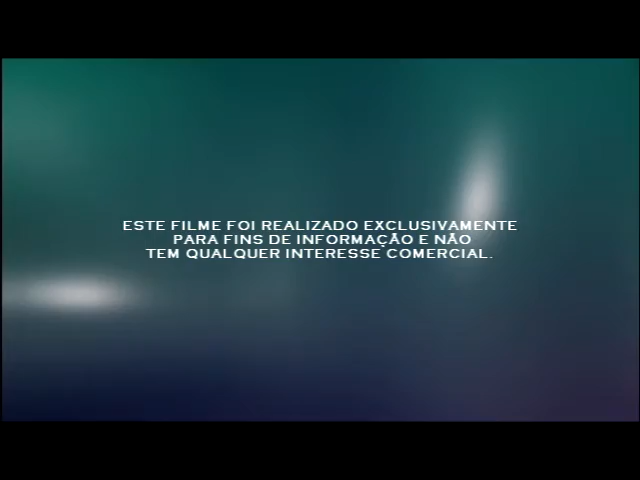 ESTE FILME FOI REALIZADO EXCLUSIVAMENTE
PARA FINS DE INFORMAÇÃO E NÃO
TEM QUALQUER INTERESSE COMERCIAL.